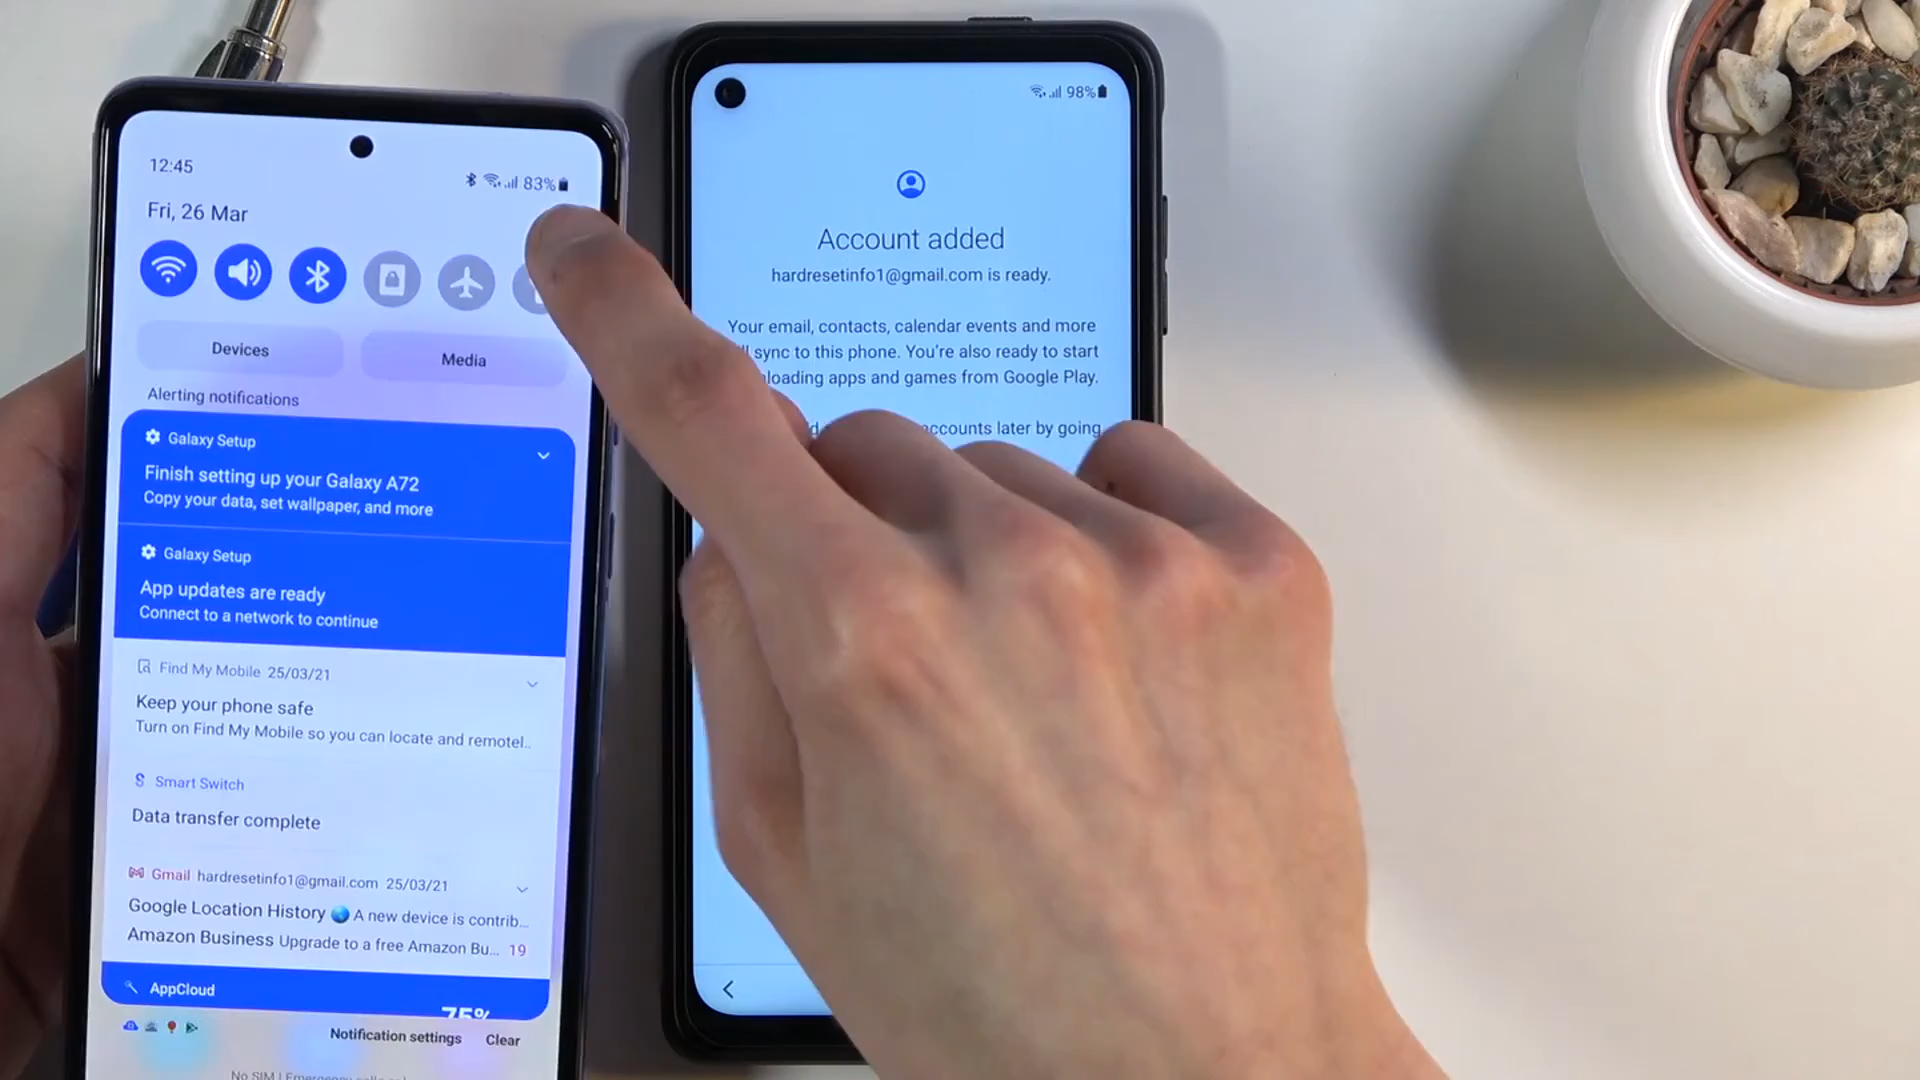 12:45
83%
Fri, 26 Mar
Devices
Media
Alerting notifications
Galaxy Setup
Finish setting up your Galaxy A72
Copy your data, set wallpaper, and more
Galaxy Setup
App updates are ready
Connect to a network to continue
Find My Mobile 25/03/21
Keep your phone safe
Turn on Find My Mobile so you can locate and remotel..
Smart Switch
Data transfer complete
Gmail hardresetinfo1@gmail.com 25/03/21
Google Location History 🌏 A new device is contrib...
Amazon Business Upgrade to a free Amazon Bu... 19
AppCloud
75%
Notification settings Clear
No SIM | Emergency calls
98%
Account added
hardresetinfo1@gmail.com is ready.
Your email, contacts, calendar events and more
sync to this phone. You're also ready to start
loading apps and games from Google Play.
accounts later by going